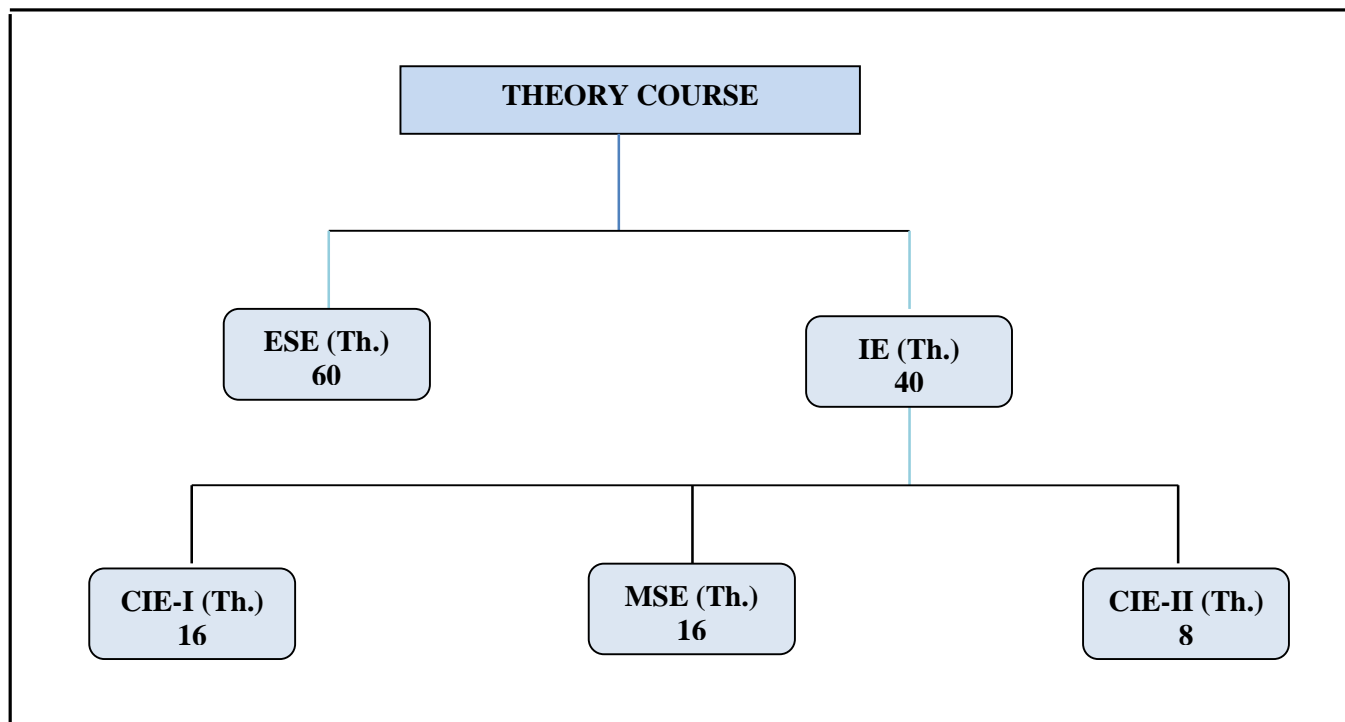 THEORY COURSE
ESE (Th.)
60
IE (Th.)
40
CIE-I (Th.)
16
MSE (Th.)
16
CIE-II (Th.)
8